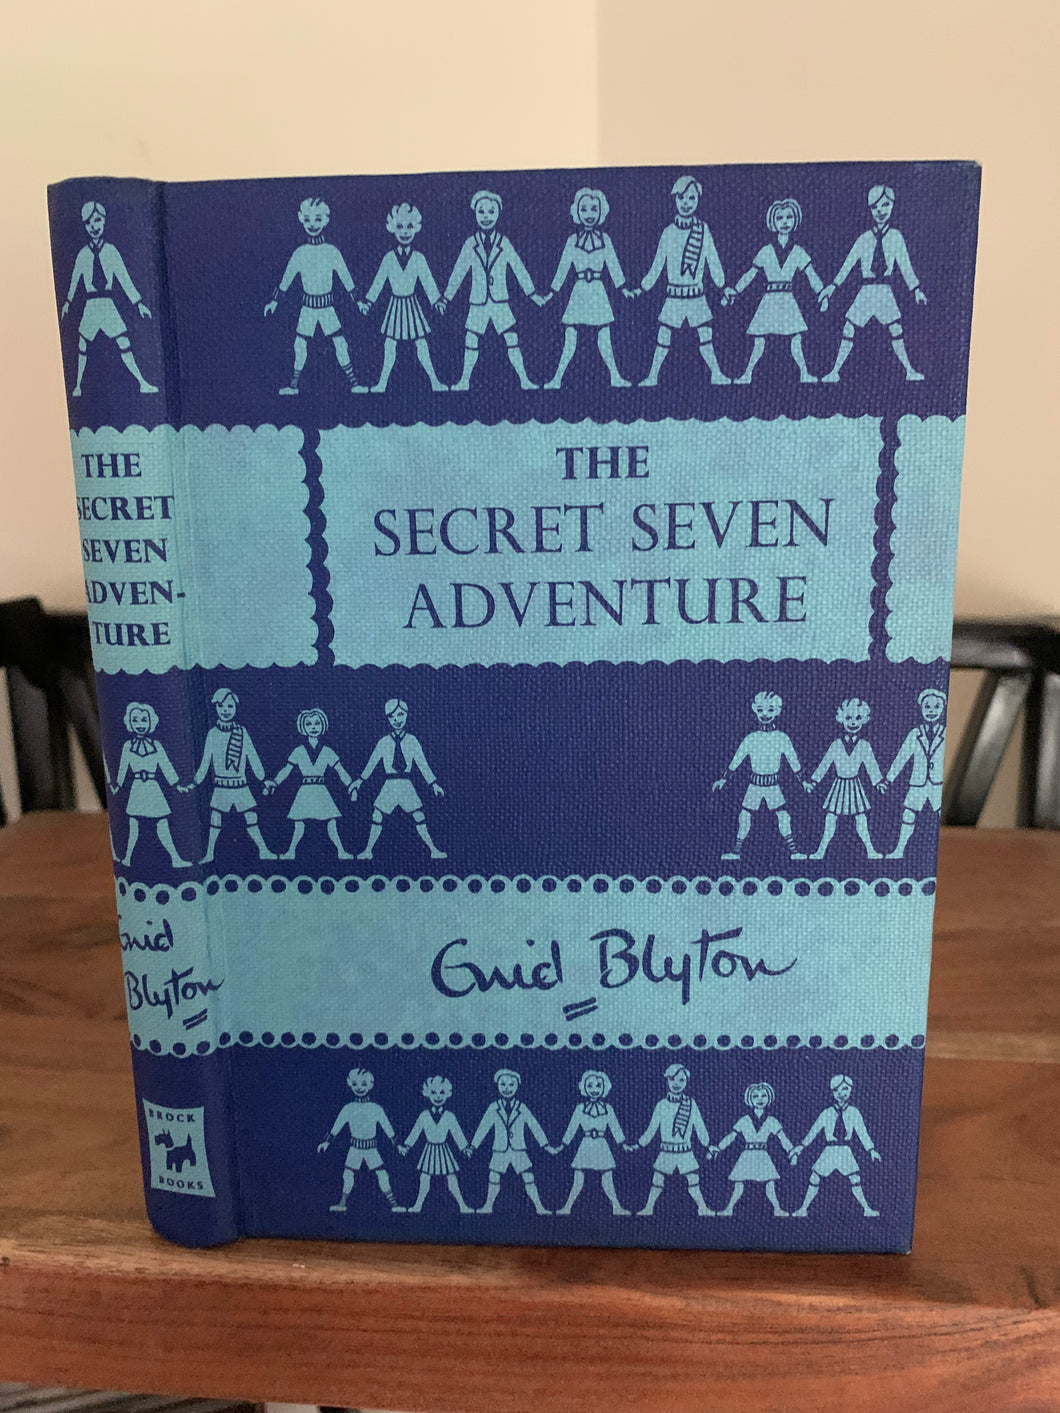 THE
SECRET
SEVEN
ADVEN-
TURE
Enid
Blyton
BROCK
BOOKS
THE
SECRET SEVEN
ADVENTURE
Enid Blyton